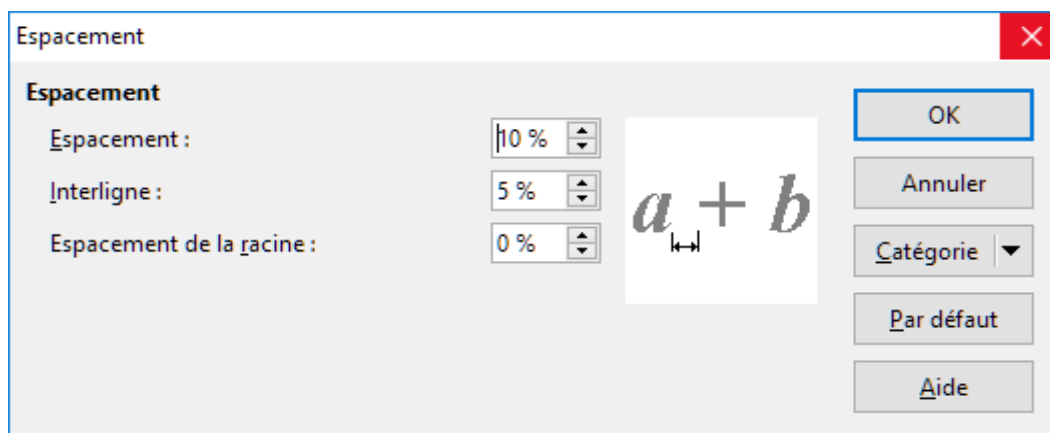 Espacement
Espacement
Espacement : 10 %
Interligne : 5 %
Espacement de la racine : 0 %
a + b
OK
Annuler
Catégorie
Par défaut
Aide